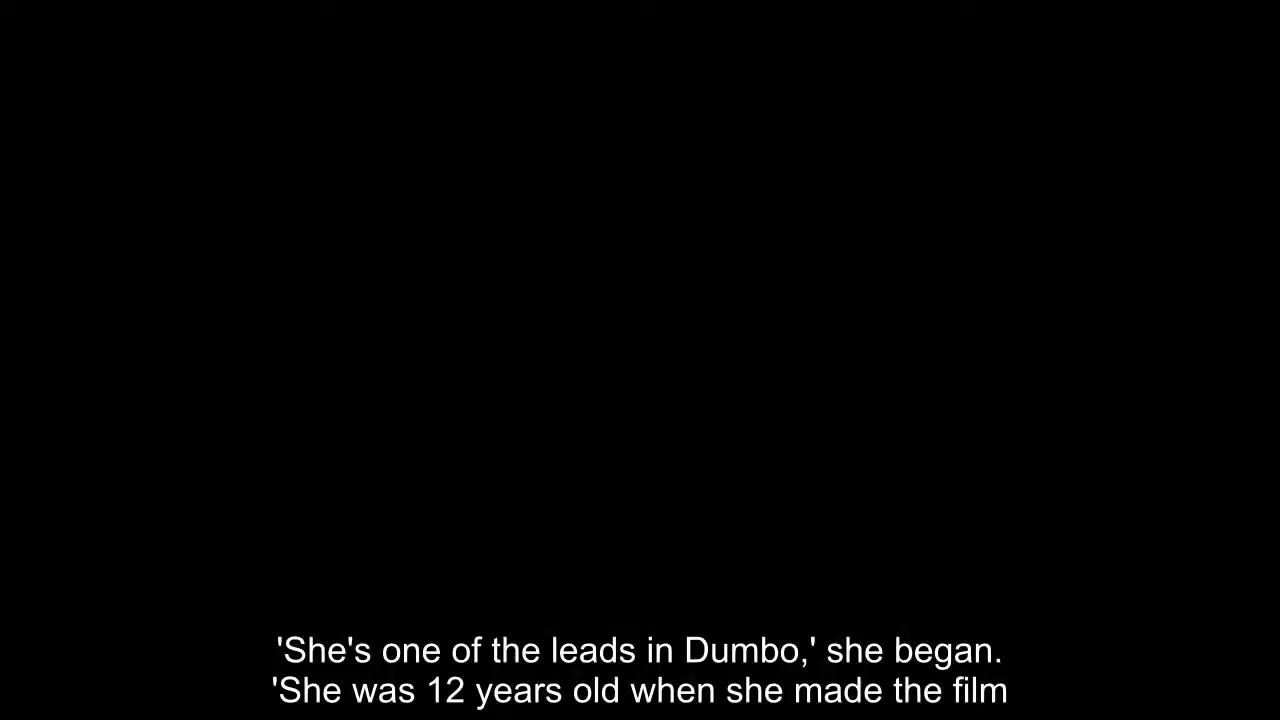 'She's one of the leads in Dumbo,' she began.
'She was 12 years old when she made the film